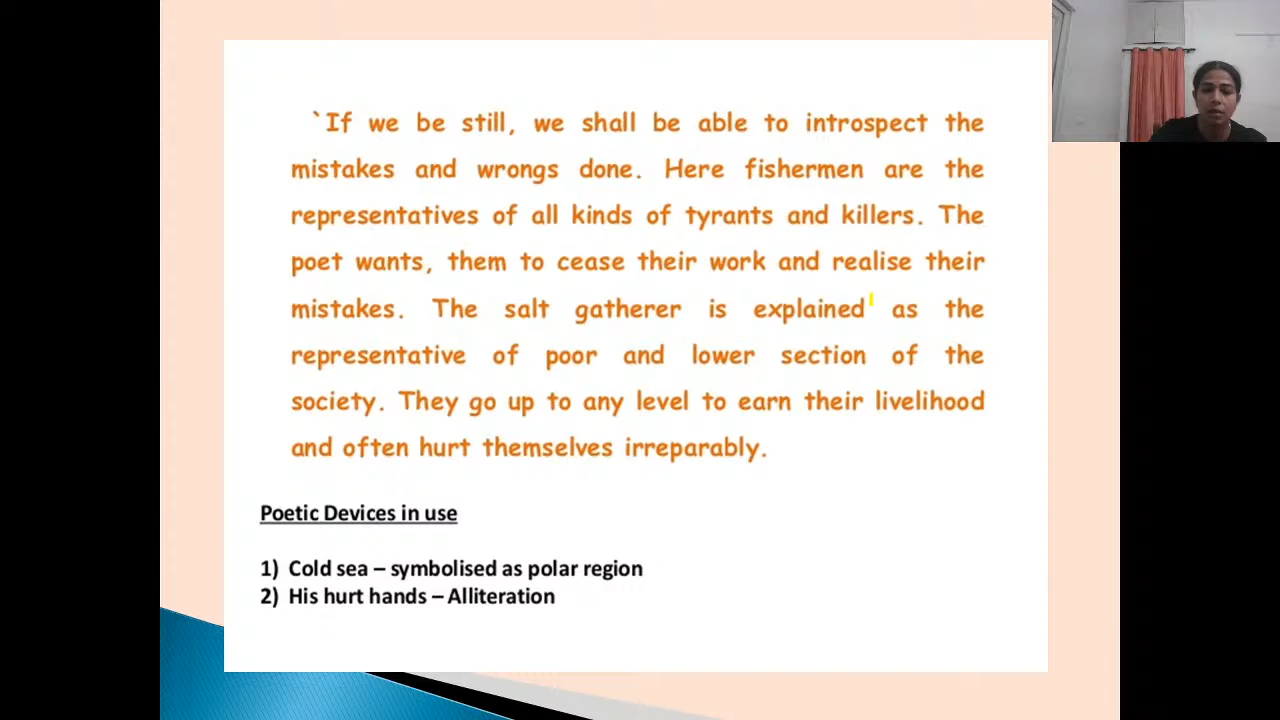 `If we be still, we shall be able to introspect the
mistakes and wrongs done. Here fishermen are the
representatives of all kinds of tyrants and killers. The
poet wants, them to cease their work and realise their
mistakes. The salt gatherer is explained as the
representative of poor and lower section of the
society. They go up to any level to earn their livelihood
and often hurt themselves irreparably.
Poetic Devices in use
1) Cold sea – symbolised as polar region
2) His hurt hands – Alliteration